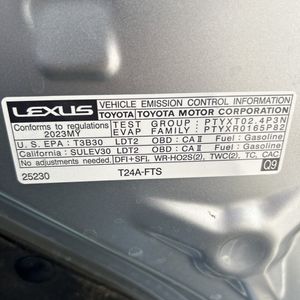 LEXUS VEHICLE EMISSION CONTROL INFORMATION
TOYOTA TOYOTA MOTOR CORPORATION
Conforms to regulations TEST GROUP : PTYXT02.4P3N
2023MY EVAP FAMILY : PTYXR0165P82
U.S. EPA : T3B30 LDT2 OBD : CA II Fuel : Gasoline
California : SULEV30 LDT2 OBD : CA II Fuel : Gasoline
No adjustments needed. DFI+SFI, WR-HO2S(2), TWC(2), TC, CAC
25230 T24A-FTS Q9